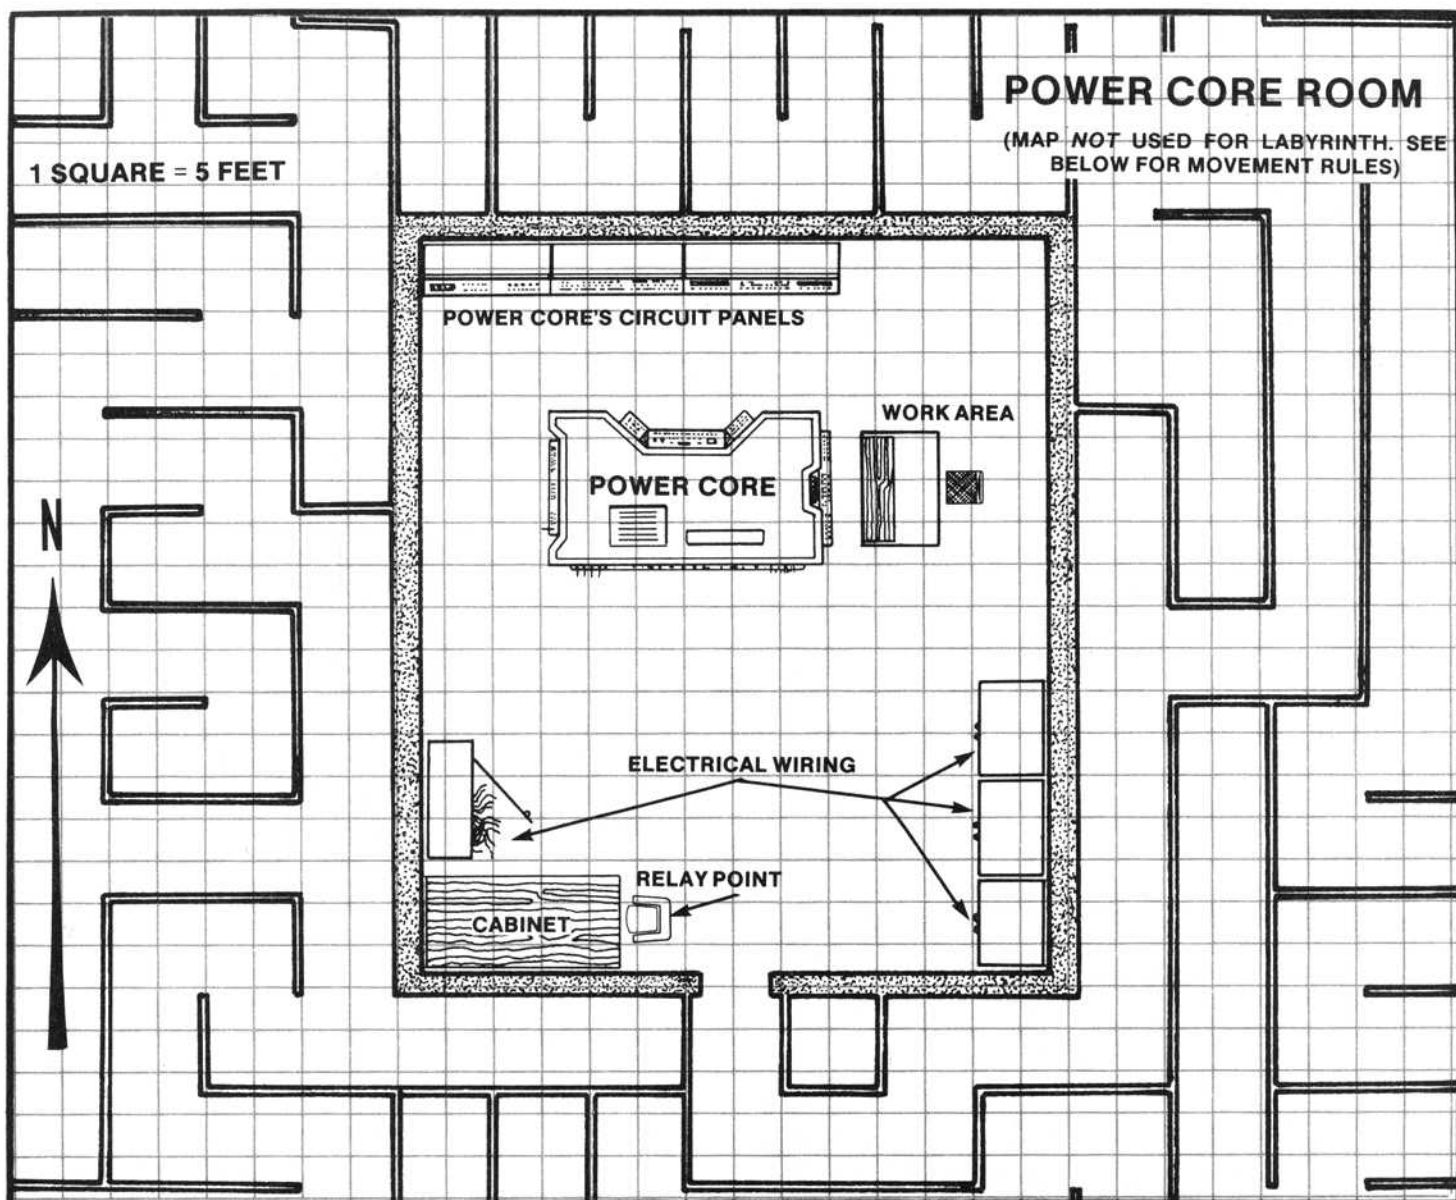 POWER CORE ROOM
(MAP NOT USED FOR LABYRINTH. SEE
BELOW FOR MOVEMENT RULES)
1 SQUARE = 5 FEET
POWER CORE'S CIRCUIT PANELS
WORK AREA
POWER CORE
N
ELECTRICAL WIRING
RELAY POINT
CABINET